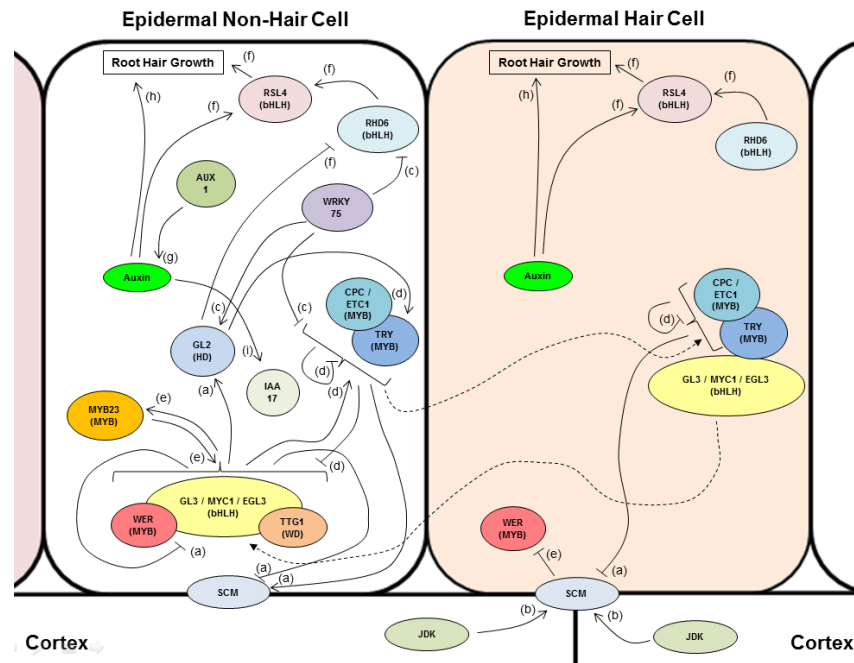 Epidermal Non-Hair Cell
Epidermal Hair Cell
Root Hair Growth
(f)
RSL4
(bHLH)
(f)
(h)
(f)
RHD6
(bHLH)
(f)
(c)
AUX
1
WRKY
75
(g)
Auxin
(c)
(c)
(d)
CPC /
ETC1
(MYB)
TRY
(MYB)
GL2
(HD)
(i)
(d)
(d)
(a)
IAA
17
MYB23
(MYB)
(e)
(e)
(d)
GL3 / MYC1 / EGL3
(bHLH)
WER
(MYB)
TTG1
(WD)
(a)
(a)
(a)
SCM
Root Hair Growth
(f)
RSL4
(bHLH)
(f)
(h)
(f)
RHD6
(bHLH)
Auxin
CPC /
ETC1
(MYB)
(d)
TRY
(MYB)
GL3 / MYC1 / EGL3
(bHLH)
WER
(MYB)
(e)
(a)
SCM
(b)
(b)
JDK
JDK
Cortex
Cortex